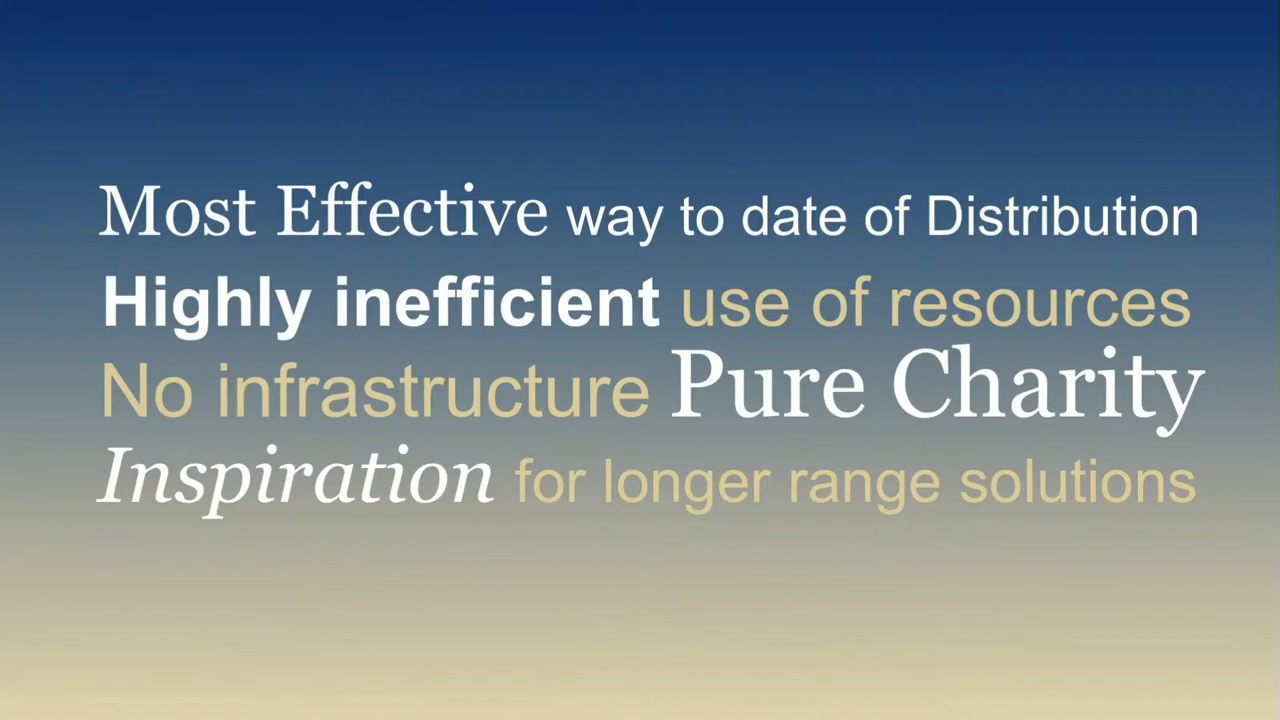 Most Effective way to date of Distribution
Highly inefficient use of resources
No infrastructure Pure Charity
Inspiration for longer range solutions